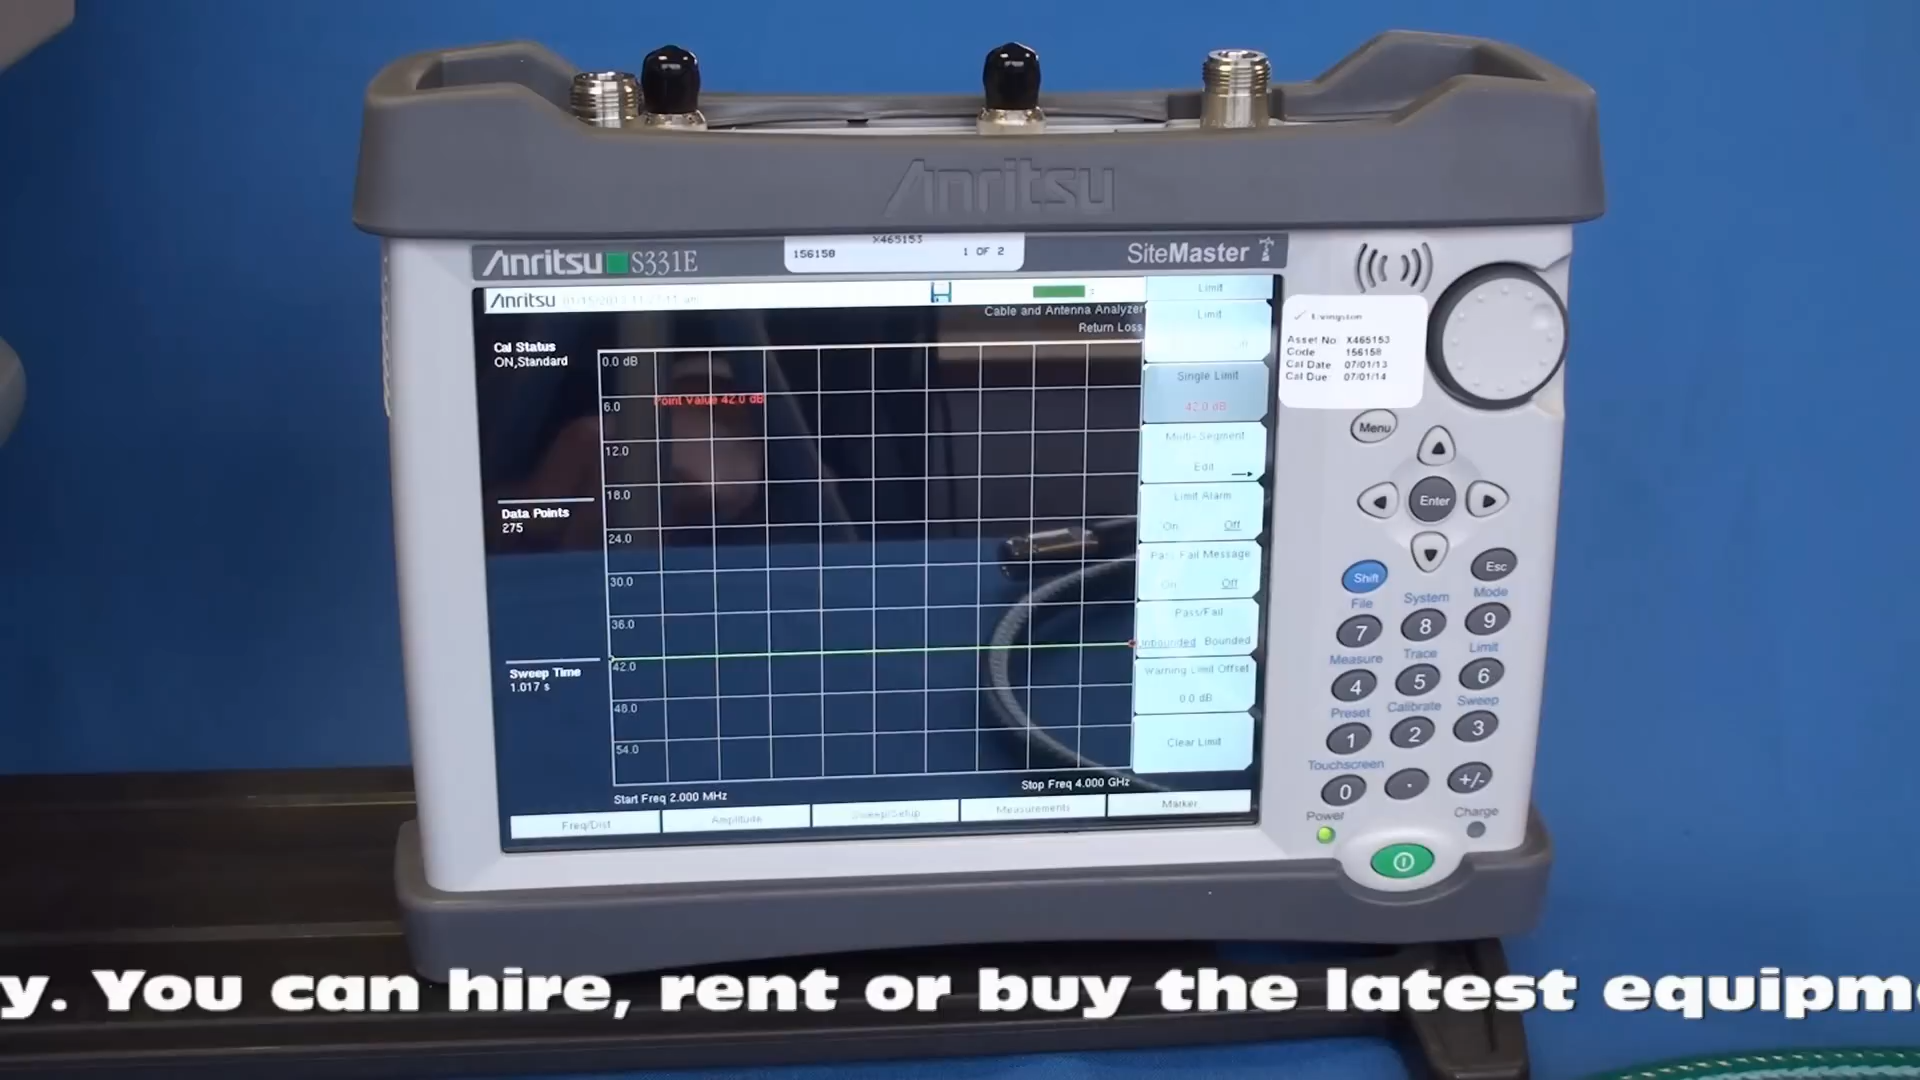 Anritsu
Anritsu S331E
X465153
156158 1 OF 2
SiteMaster
Anritsu
Cable and Antenna Analyzer
Return Loss
Cal Status
ON,Standard
Data Points
275
Sweep Time
1.017 s
0.0 dB
6.0
12.0
18.0
24.0
30.0
36.0
42.0
48.0
54.0
Point Value 42.0 dB
Start Freq 2.000 MHz
Stop Freq 4.000 GHz
Limit
Limit
Single Limit
42.0 dB
Multi-Segment
Edit
Limit Alarm
On Off
Pass Fail Message
On Off
Pass/Fail
Unbounded Bounded
Warning Limit Offset
0.0 dB
Clear Limit
Freq/Dist
Amplitude
Sweep/Setup
Measurements
Marker
Livingston
Asset No X465153
Code 156158
Cal Date 07/01/13
Cal Due: 07/01/14
Menu
Enter
Shift
Esc
File
System
Mode
7
8
9
Measure
Trace
Limit
4
5
6
Preset
Calibrate
Sweep
1
2
3
Touchscreen
0
.
+/-
Power
Charge
y. You can hire, rent or buy the latest equipm